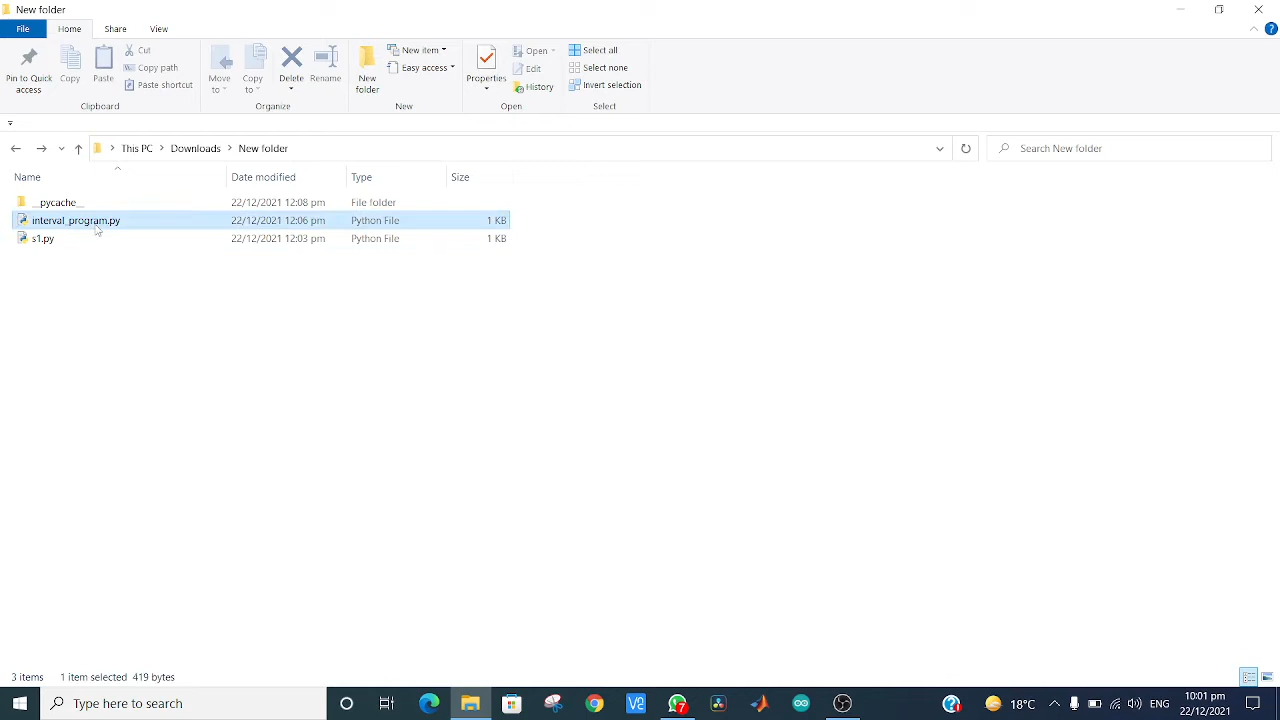 New folder
File Home Share View
Pin to Quick access
Copy
Paste
Cut
Copy path
Paste shortcut
Clipboard
Move to
Copy to
Delete
Rename
Organize
New folder
New item
Easy access
New
Properties
Open
Edit
History
Open
Select all
Select none
Invert selection
Select
This PC > Downloads > New folder
Search New folder
Name Date modified Type Size
__pycache__ 22/12/2021 12:08 pm File folder
interval_program.py 22/12/2021 12:06 pm Python File 1 KB
s1.py 22/12/2021 12:03 pm Python File 1 KB
3 items 1 item selected 419 bytes
Type here to search
7
18°C
ENG
10:01 pm
22/12/2021